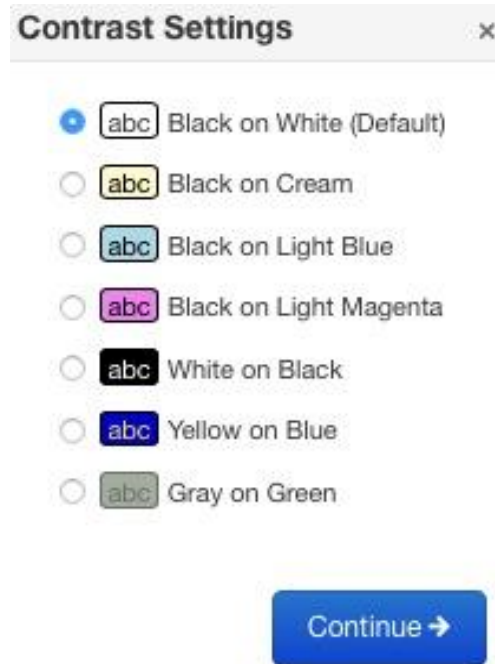 Contrast Settings ×
abc Black on White (Default)
abc Black on Cream
abc Black on Light Blue
abc Black on Light Magenta
abc White on Black
abc Yellow on Blue
abc Gray on Green
Continue →